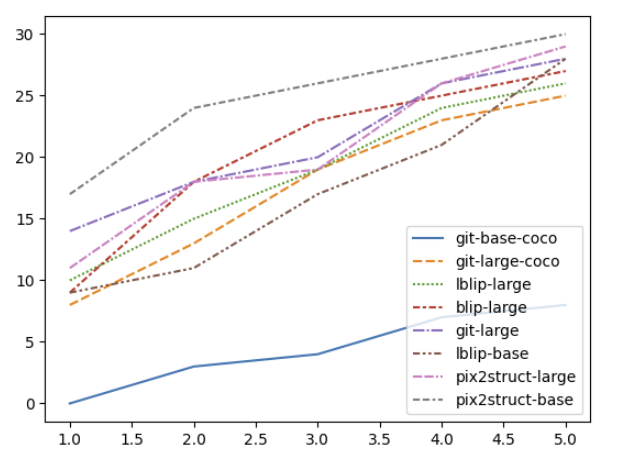 30
25
20
15
10
5
0
git-base-coco
git-large-coco
lblip-large
blip-large
git-large
lblip-base
pix2struct-large
pix2struct-base
1.0 1.5 2.0 2.5 3.0 3.5 4.0 4.5 5.0